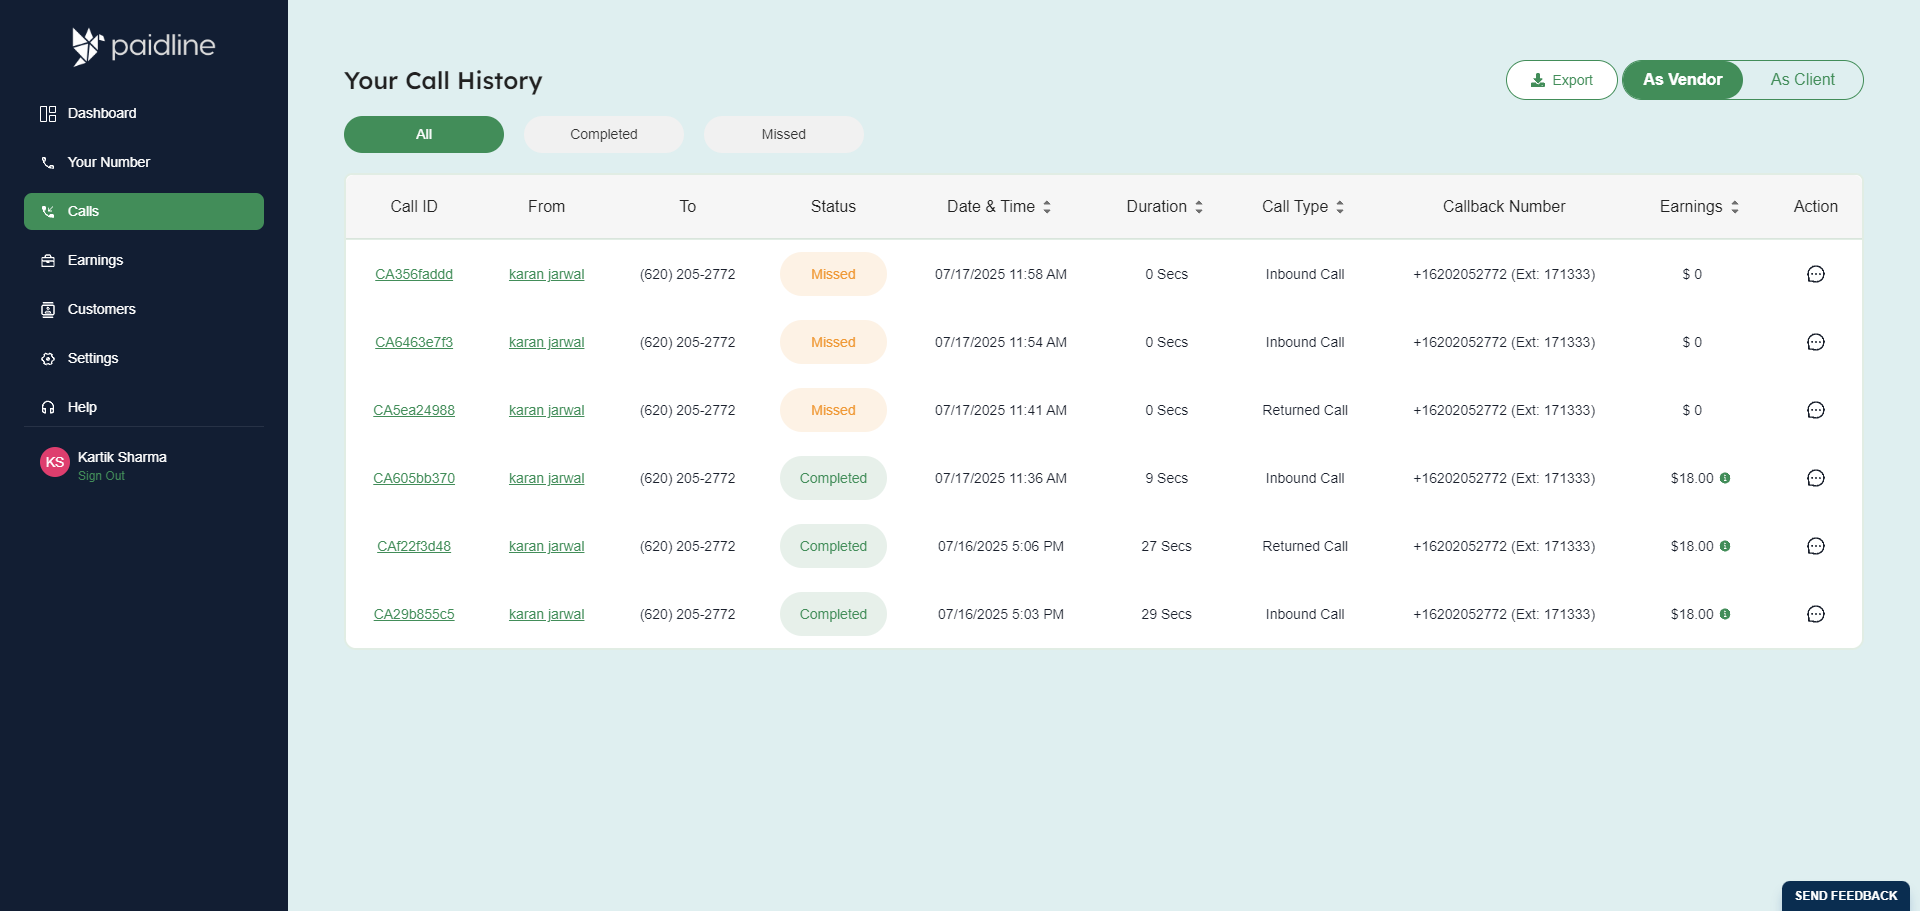 paidline
Dashboard
Your Number
Calls
Earnings
Customers
Settings
Help
KS
Kartik Sharma
Sign Out
Your Call History
Export
As Vendor
As Client
All
Completed
Missed
Call ID From To Status Date & Time Duration Call Type Callback Number Earnings Action
CA356faddd karan jarwal (620) 205-2772 Missed 07/17/2025 11:58 AM 0 Secs Inbound Call +16202052772 (Ext: 171333) $ 0
CA6463e7f3 karan jarwal (620) 205-2772 Missed 07/17/2025 11:54 AM 0 Secs Inbound Call +16202052772 (Ext: 171333) $ 0
CA5ea24988 karan jarwal (620) 205-2772 Missed 07/17/2025 11:41 AM 0 Secs Returned Call +16202052772 (Ext: 171333) $ 0
CA605bb370 karan jarwal (620) 205-2772 Completed 07/17/2025 11:36 AM 9 Secs Inbound Call +16202052772 (Ext: 171333) $18.00
CAf22f3d48 karan jarwal (620) 205-2772 Completed 07/16/2025 5:06 PM 27 Secs Returned Call +16202052772 (Ext: 171333) $18.00
CA29b855c5 karan jarwal (620) 205-2772 Completed 07/16/2025 5:03 PM 29 Secs Inbound Call +16202052772 (Ext: 171333) $18.00
SEND FEEDBACK